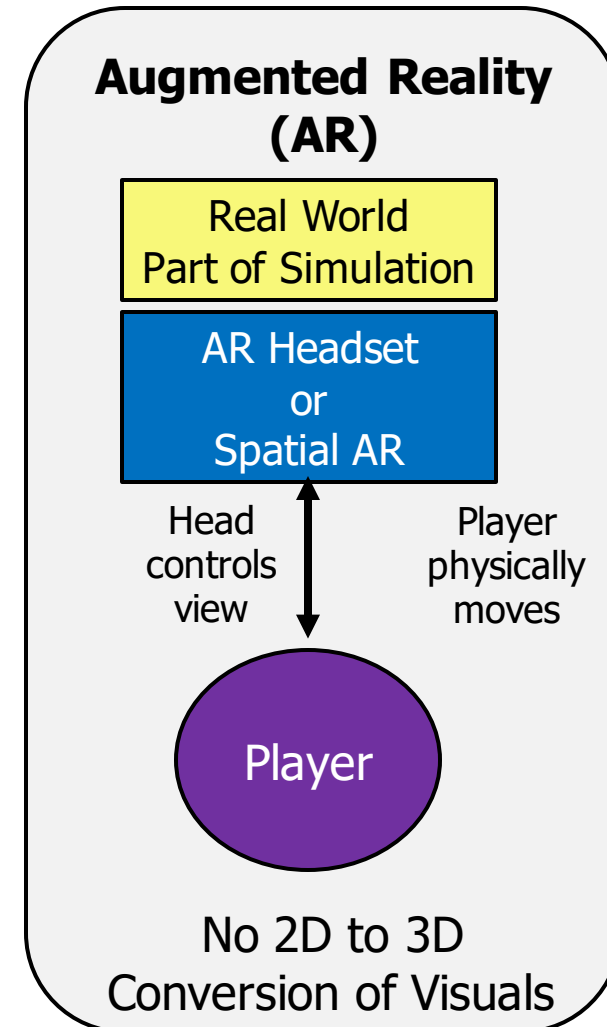 Augmented Reality
(AR)
Real World
Part of Simulation
AR Headset
or
Spatial AR
Head
controls
view
Player
physically
moves
Player
No 2D to 3D
Conversion of Visuals